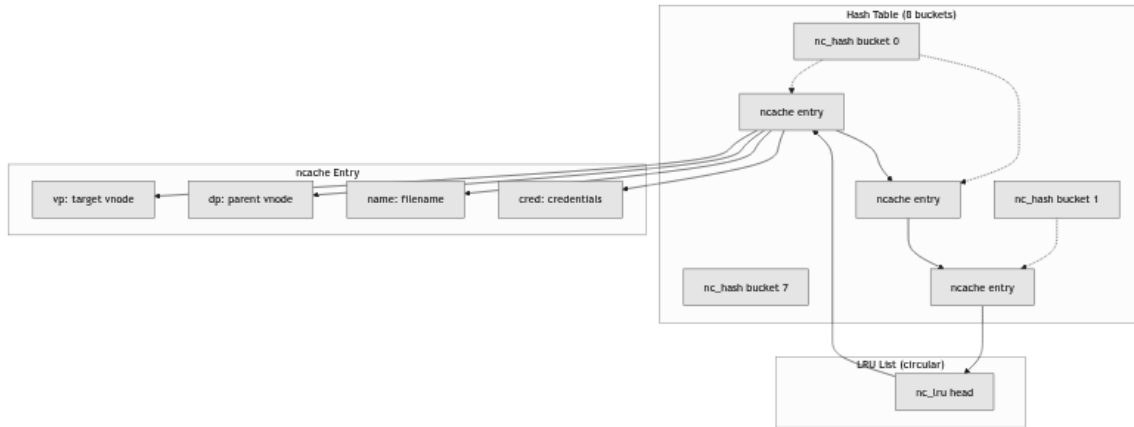 Hash Table (8 buckets)
nc_hash bucket 0
ncache entry
ncache Entry
vp: target vnode
dp: parent vnode
name: filename
cred: credentials
ncache entry
nc_hash bucket 1
nc_hash bucket 7
ncache entry
LRU List (circular)
nc_lru head